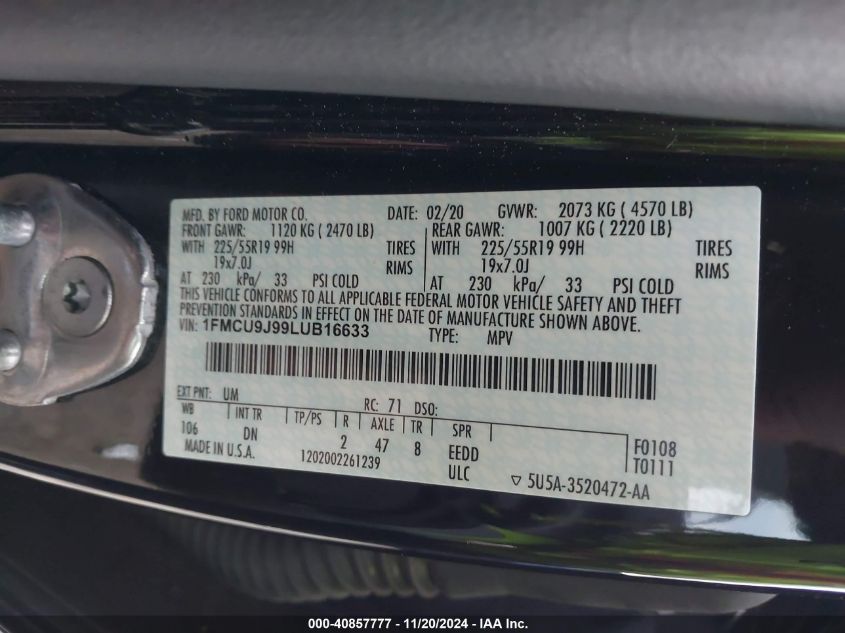 MFD. BY FORD MOTOR CO. DATE: 02/20 GVWR: 2073 KG ( 4570 LB)
FRONT GAWR: 1120 KG ( 2470 LB) REAR GAWR: 1007 KG ( 2220 LB)
WITH 225/55R19 99H TIRES WITH 225/55R19 99H TIRES
19x7.0J RIMS 19x7.0J RIMS
AT 230 kPa/ 33 PSI COLD AT 230 kPa/ 33 PSI COLD
THIS VEHICLE CONFORMS TO ALL APPLICABLE FEDERAL MOTOR VEHICLE SAFETY AND THEFT
PREVENTION STANDARDS IN EFFECT ON THE DATE OF MANUFACTURE SHOWN ABOVE.
VIN: 1FMCU9J99LUB16633 TYPE: MPV
EXT PNT: UM RC: 71 DSO:
WB INT TR TP/PS R AXLE TR SPR
106 DN 2 47 8 EEDD F0108
MADE IN U.S.A. 1202002261239 ULC T0111
▽ 5U5A-3520472-AA
000-40857777 - 11/20/2024 - IAA Inc.